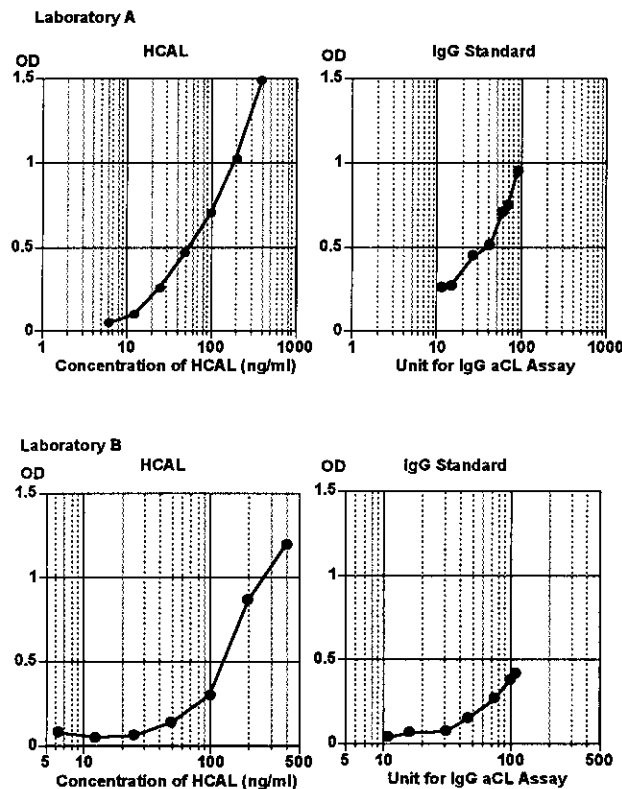 Laboratory A
HCAL
IgG Standard
OD
OD
1.5
1
0.5
0
1 10 100 1000
Concentration of HCAL (ng/ml)
1.5
1
0.5
0
1 10 100 1000
Unit for IgG aCL Assay
Laboratory B
HCAL
IgG Standard
OD
OD
1.5
1
0.5
0
5 10 100 500
Concentration of HCAL (ng/ml)
1.5
1
0.5
0
5 10 100 500
Unit for IgG aCL Assay